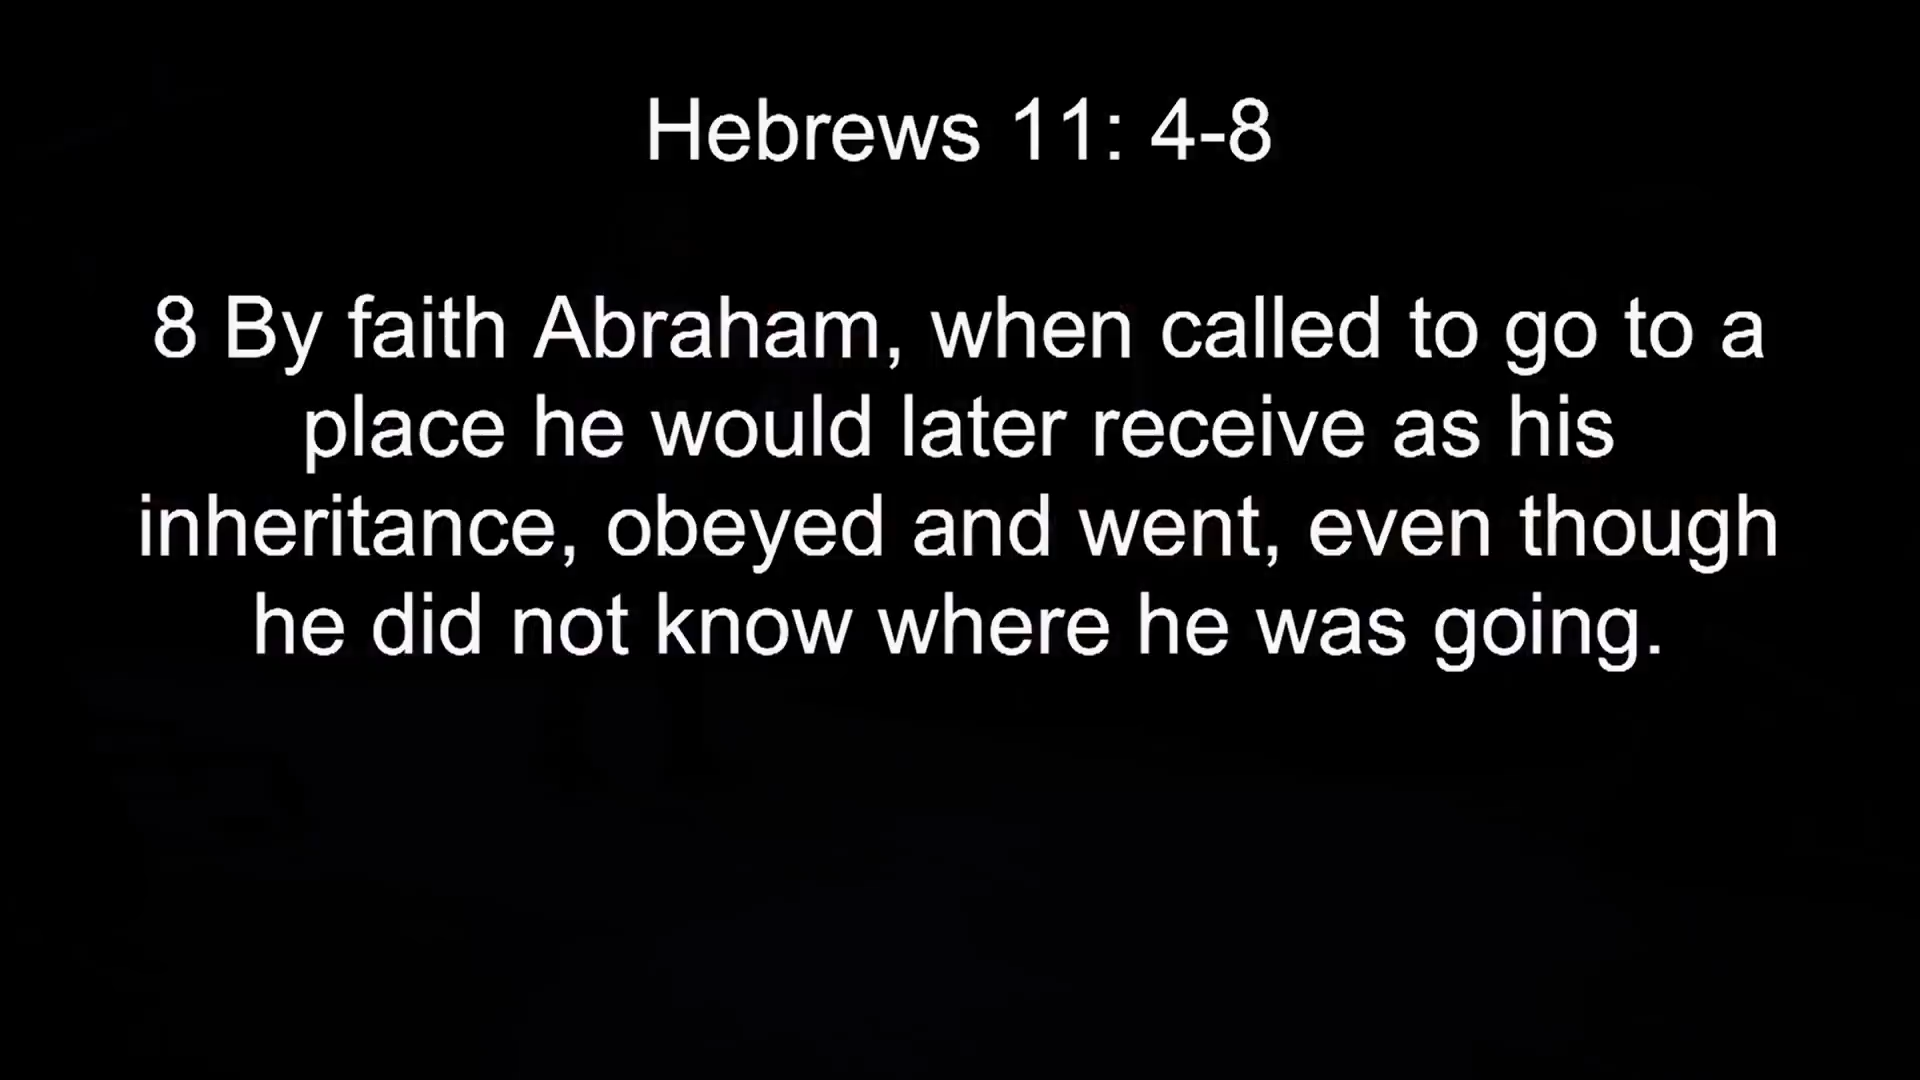 Hebrews 11: 4-8
8 By faith Abraham, when called to go to a
place he would later receive as his
inheritance, obeyed and went, even though
he did not know where he was going.